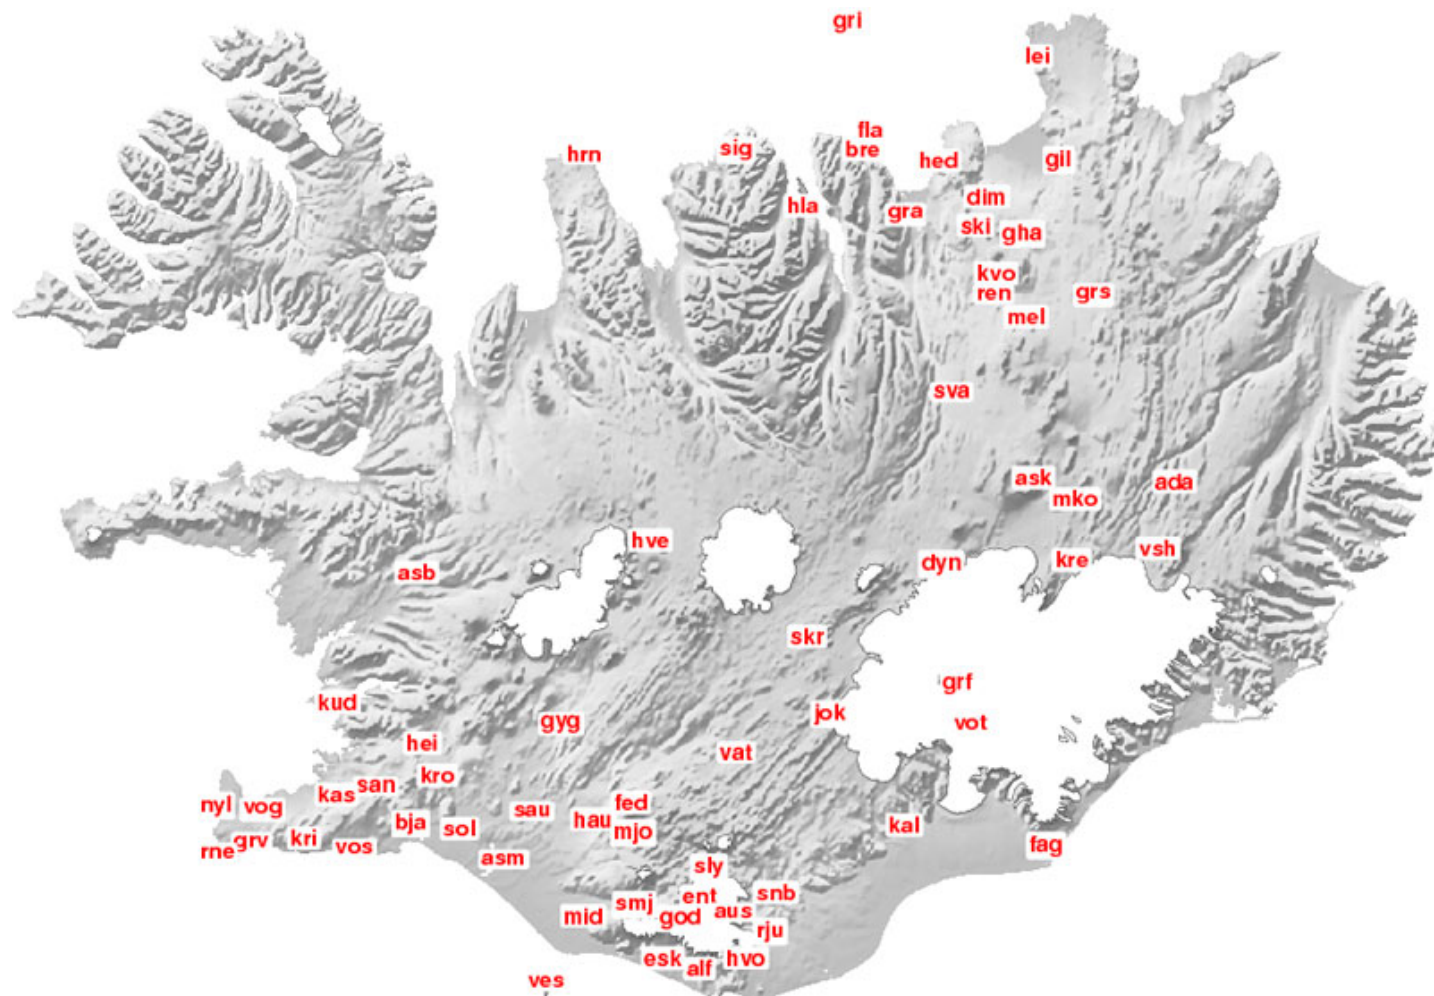 gri
lei
fla
hrn
sig
bre
hed
gil
dim
hla
gra
ski
gha
kvo
ren
grs
mel
sva
ask
ada
mko
hve
vsh
dyn
kre
asb
skr
grf
kud
jok
gyg
vot
hei
vat
kro
san
kas
nyl
vog
fed
sau
hau
bja
sol
mjo
kal
kri
grv
vos
rne
fag
asm
sly
snb
ent
smj
aus
mid
god
rju
esk
hvo
alf
ves